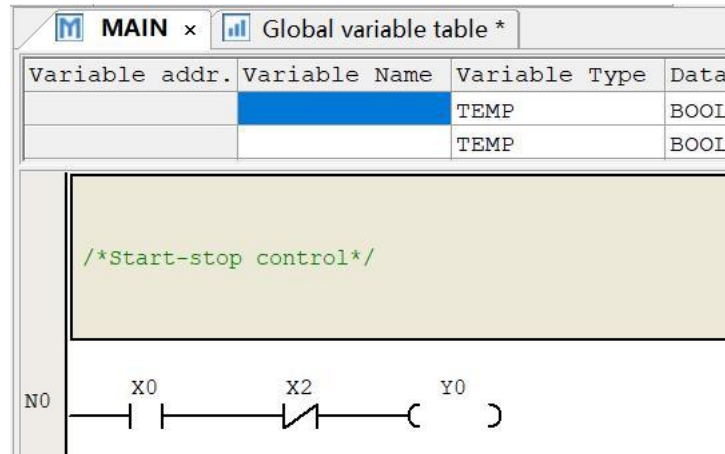 MAIN × Global variable table *
Variable addr. Variable Name Variable Type Data
TEMP BOOL
TEMP BOOL
/*Start-stop control*/
X0 X2 Y0
N0